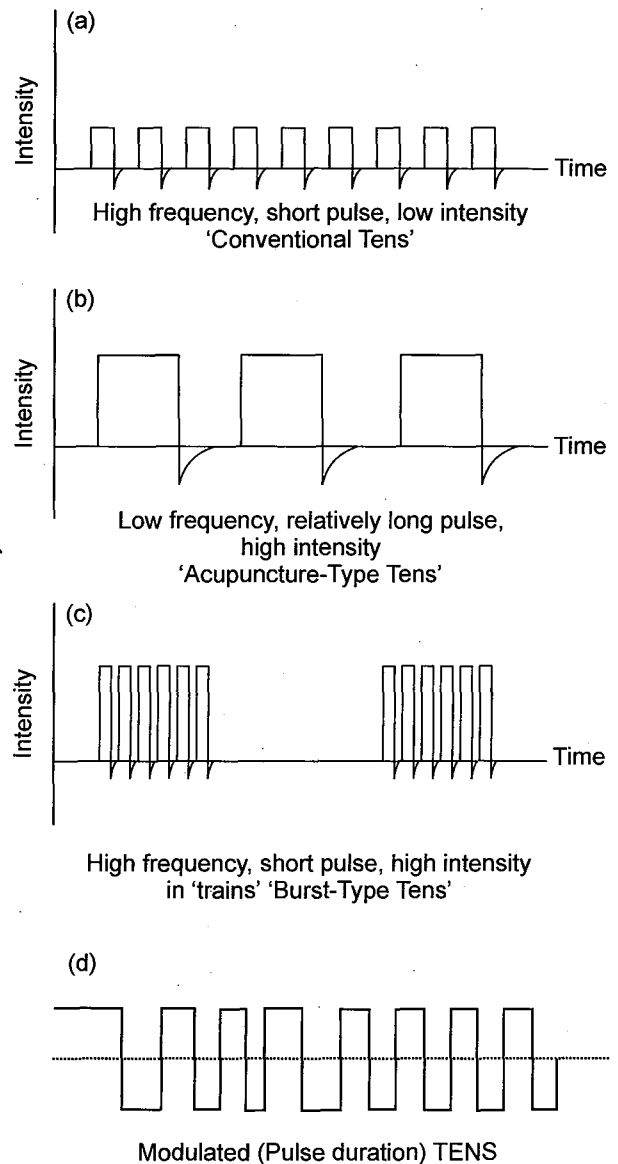 (a)
Intensity
Time
High frequency, short pulse, low intensity
‘Conventional Tens’
(b)
Intensity
Time
Low frequency, relatively long pulse,
high intensity
‘Acupuncture-Type Tens’
(c)
Intensity
Time
High frequency, short pulse, high intensity
in ‘trains’ ‘Burst-Type Tens’
(d)
Modulated (Pulse duration) TENS